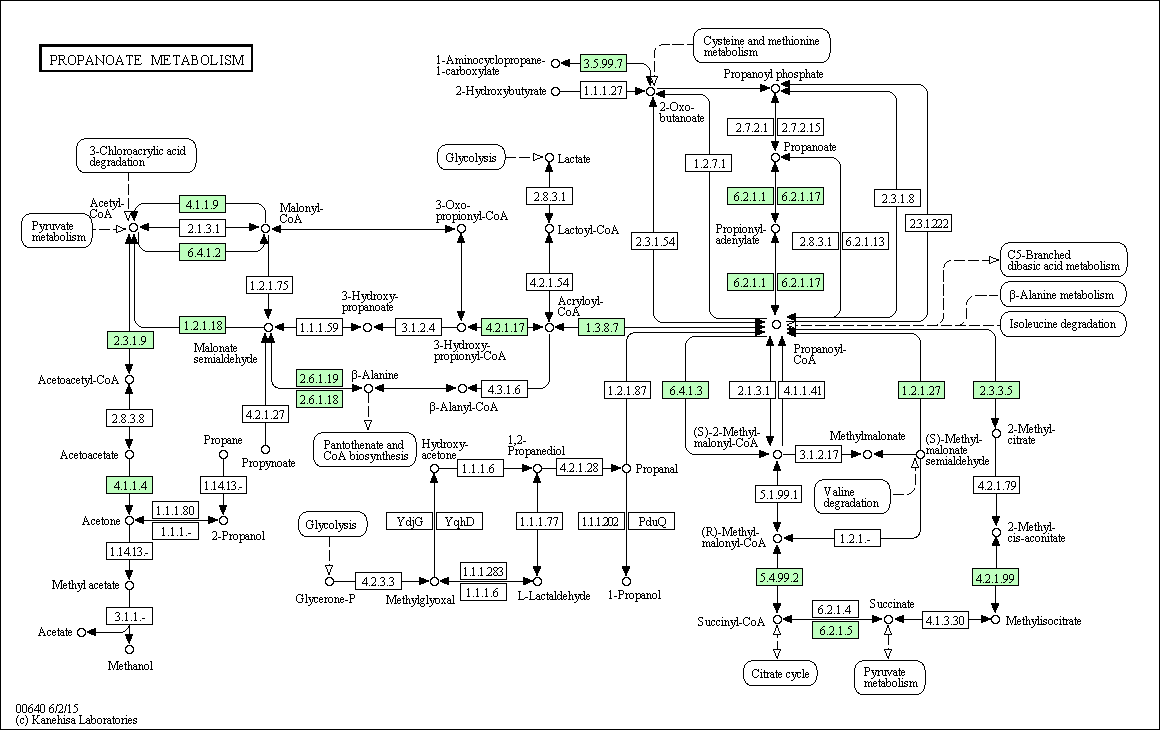 PROPANOATE METABOLISM
Cysteine and methionine
metabolism
1-Aminocyclopropane-
1-carboxylate
3.5.99.7
Propanoyl phosphate
2-Hydroxybutyrate
1.1.1.27
2-Oxo-
butanoate
2.7.2.1
2.7.2.15
3-Chloroacrylic acid
degradation
Glycolysis
Lactate
Propanoate
1.2.7.1
2.8.3.1
6.2.1.1
6.2.1.17
2.3.1.8
Acetyl-
CoA
4.1.1.9
Malonyl-
CoA
3-Oxo-
propionyl-CoA
Pyruvate
metabolism
2.1.3.1
Lactoyl-CoA
Propionyl-
adenylate
2.3.1.222
6.4.1.2
2.3.1.54
2.8.3.1
6.2.1.13
C5-Branched
dibasic acid metabolism
1.2.1.75
4.2.1.54
6.2.1.1
6.2.1.17
β-Alanine metabolism
3-Hydroxy-
propanoate
Acryloyl-
CoA
1.2.1.18
1.1.1.59
3.1.2.4
4.2.1.17
1.3.8.7
Isoleucine degradation
2.3.1.9
Malonate
semialdehyde
3-Hydroxy-
propionyl-CoA
Propanoyl-
CoA
Acetoacetyl-CoA
2.6.1.19
2.6.1.18
β-Alanine
4.3.1.6
β-Alanyl-CoA
1.2.1.87
6.4.1.3
2.1.3.1
4.1.1.41
1.2.1.27
2.3.3.5
2.8.3.8
4.2.1.27
Propane
Pantothenate and
CoA biosynthesis
Hydroxy-
acetone
1,2-
Propanediol
(S)-2-Methyl-
malonyl-CoA
Methylmalonate
(S)-Methyl-
malonate
semialdehyde
2-Methyl-
citrate
Acetoacetate
Propynoate
1.1.1.6
4.2.1.28
Propanal
3.1.2.17
4.1.1.4
1.14.13.-
5.1.99.1
Valine
degradation
4.2.1.79
Acetone
1.1.1.80
1.1.1.-
2-Propanol
Glycolysis
YdjG
YqhD
1.1.1.77
1.1.1.202
PduQ
(R)-Methyl-
malonyl-CoA
1.2.1.-
2-Methyl-
cis-aconitate
1.14.13.-
Methyl acetate
4.2.3.3
1.1.1.283
1.1.1.6
5.4.99.2
4.2.1.99
Glycerone-P
Methylglyoxal
L-Lactaldehyde
1-Propanol
3.1.1.-
Acetate
Methanol
Succinyl-CoA
6.2.1.4
6.2.1.5
Succinate
4.1.3.30
Methylisocitrate
Citrate cycle
Pyruvate
metabolism
00640 6/2/15
(c) Kanehisa Laboratories